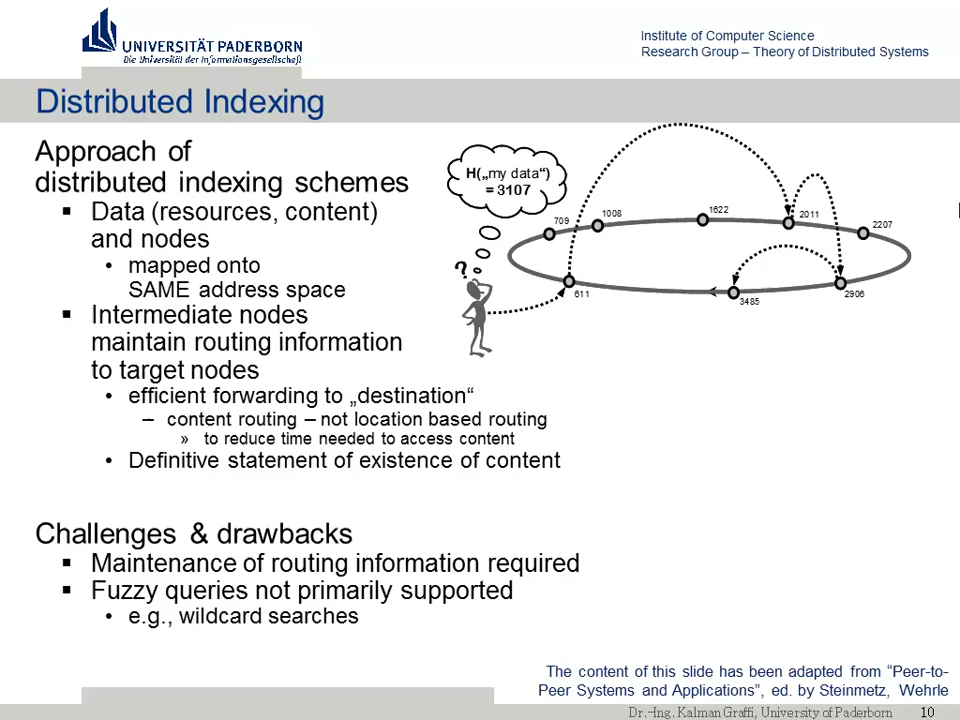 UNIVERSITÄT PADERBORN
Die Universität der Informationsgesellschaft
Institute of Computer Science
Research Group – Theory of Distributed Systems
Distributed Indexing
Approach of
distributed indexing schemes
▪ Data (resources, content)
and nodes
• mapped onto
SAME address space
▪ Intermediate nodes
maintain routing information
to target nodes
• efficient forwarding to „destination“
– content routing – not location based routing
» to reduce time needed to access content
• Definitive statement of existence of content
H(„my data“)
= 3107
?
709
1008
1622
2011
2207
611
3485
2906
Challenges & drawbacks
▪ Maintenance of routing information required
▪ Fuzzy queries not primarily supported
• e.g., wildcard searches
The content of this slide has been adapted from “Peer-to-
Peer Systems and Applications”, ed. by Steinmetz, Wehrle
Dr.-Ing. Kalman Graffi, University of Paderborn 10